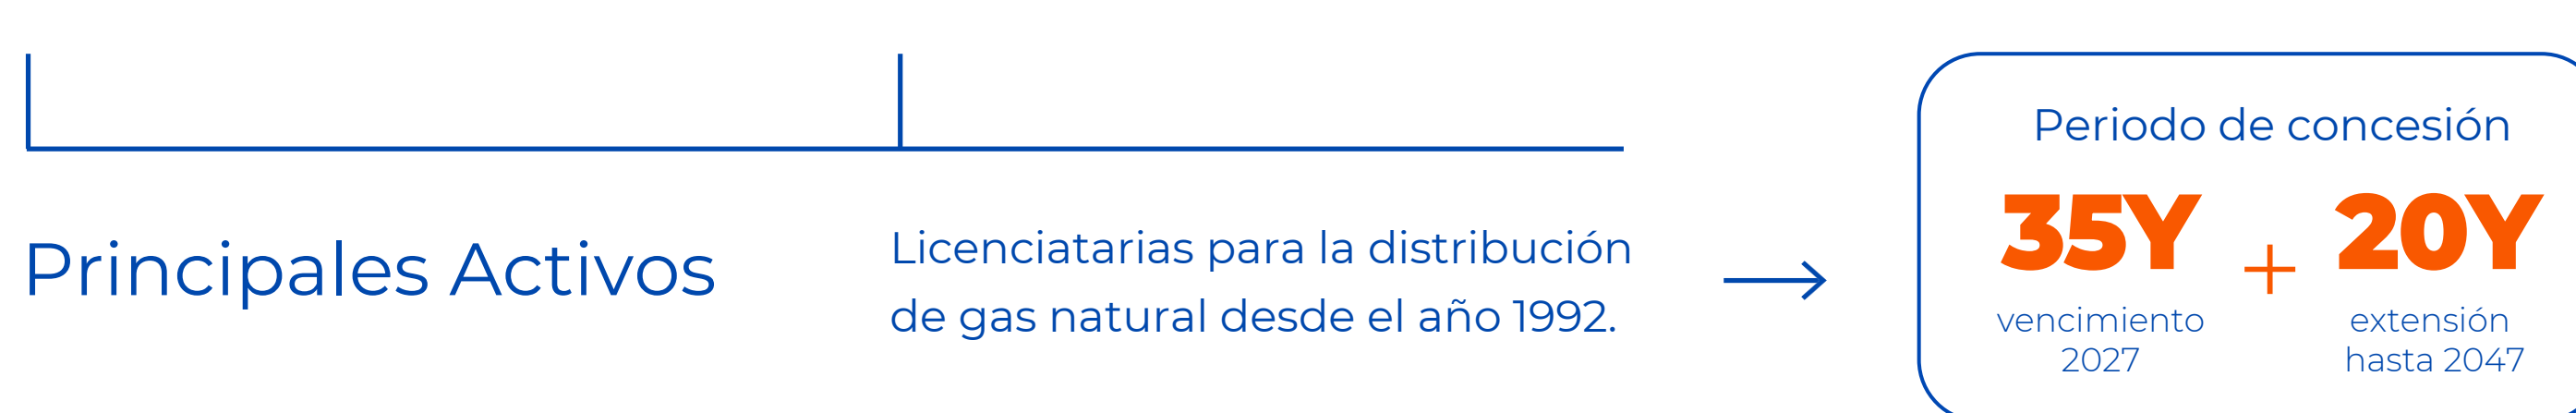 Principales Activos
Licenciatarias para la distribución
de gas natural desde el año 1992.
Periodo de concesión
35Y + 20Y
vencimiento
2027
extensión
hasta 2047